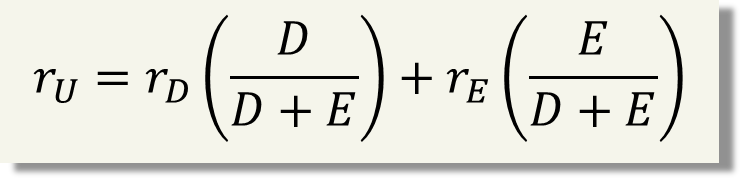 r_U = r_D (D / (D + E)) + r_E (E / (D + E))